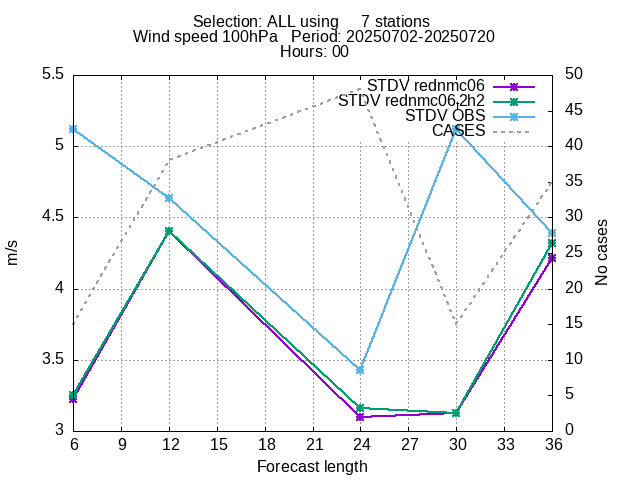 Selection: ALL using     7 stations
Wind speed 100hPa   Period: 20250702-20250720
Hours: 00
STDV rednmc06
STDV rednmc06.2h2
STDV OBS
CASES
5.5
5
4.5
4
3.5
3
50
45
40
35
30
25
20
15
10
5
0
m/s
No cases
6 9 12 15 18 21 24 27 30 33 36
Forecast length